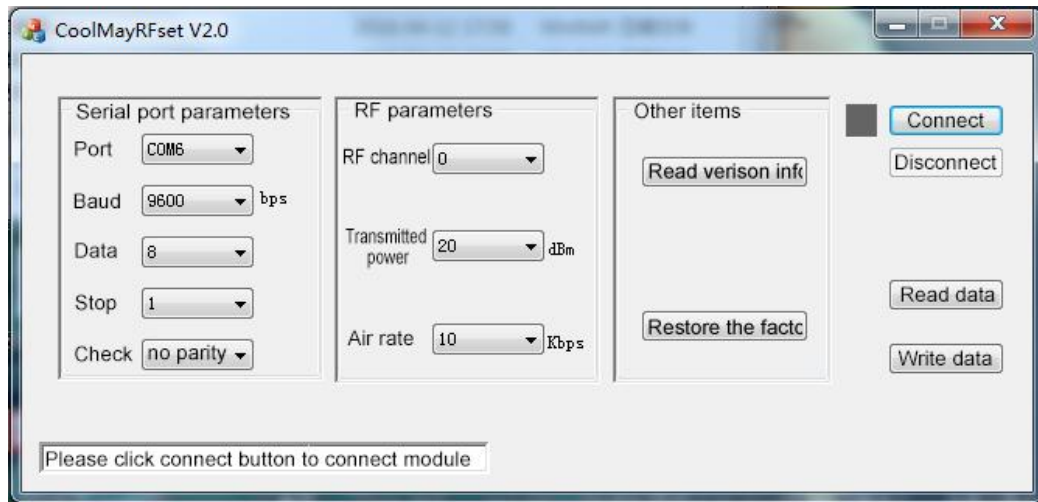 CoolMayRFset V2.0
Serial port parameters
Port
COM6
Baud
9600
bps
Data
8
Stop
1
Check
no parity
RF parameters
RF channel
0
Transmitted
power
20
dBm
Air rate
10
Kbps
Other items
Read verison info
Restore the facto
Connect
Disconnect
Read data
Write data
Please click connect button to connect module